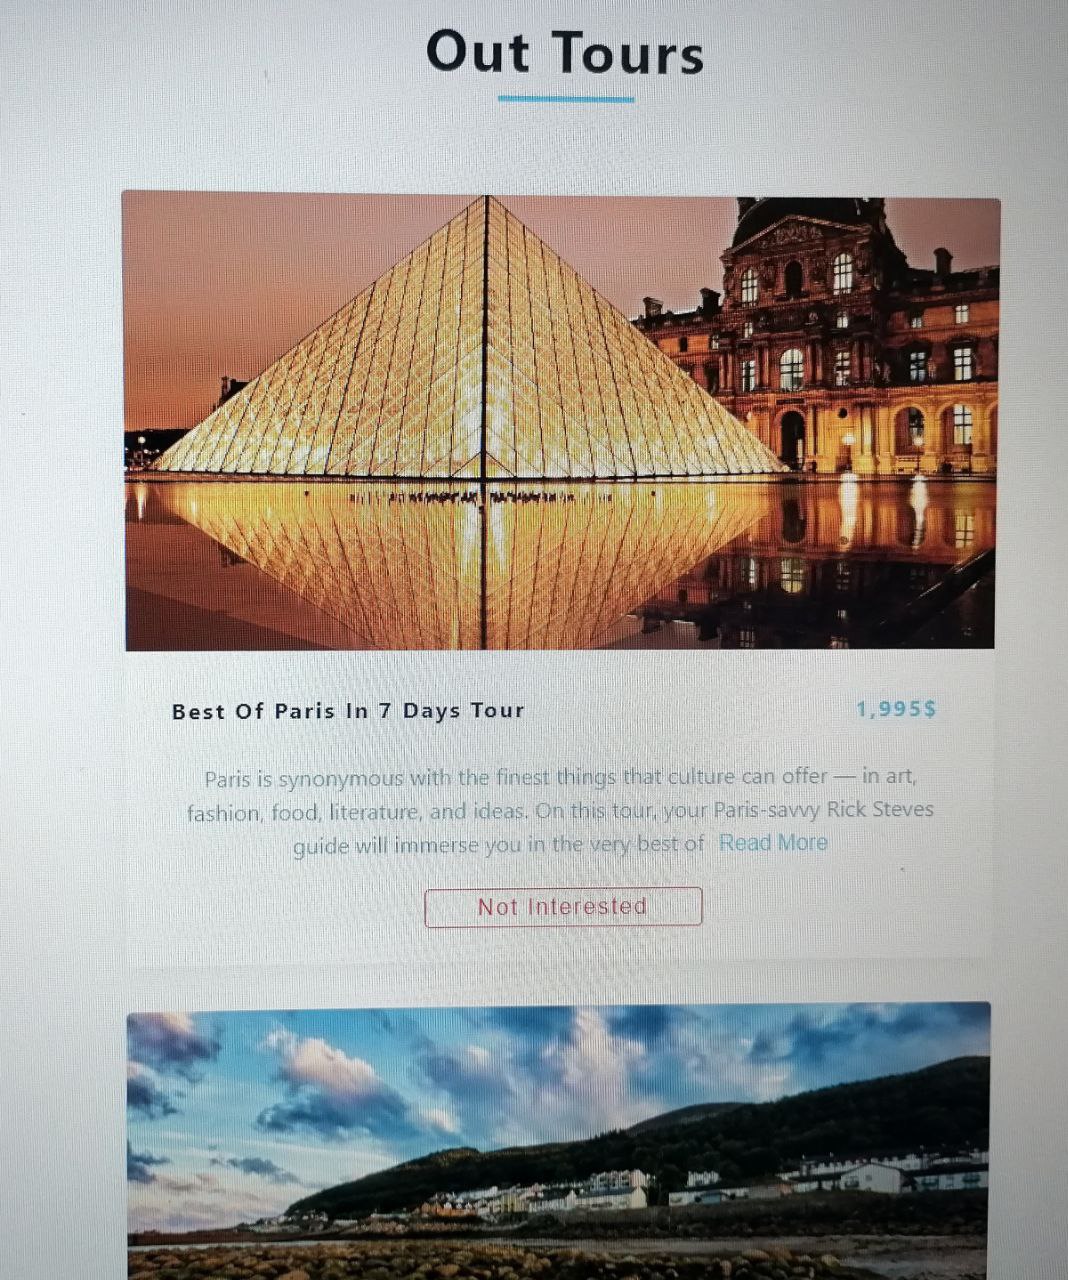 Out Tours
Best Of Paris In 7 Days Tour 1,995$
Paris is synonymous with the finest things that culture can offer — in art,
fashion, food, literature, and ideas. On this tour, your Paris-savvy Rick Steves
guide will immerse you in the very best of Read More
Not Interested